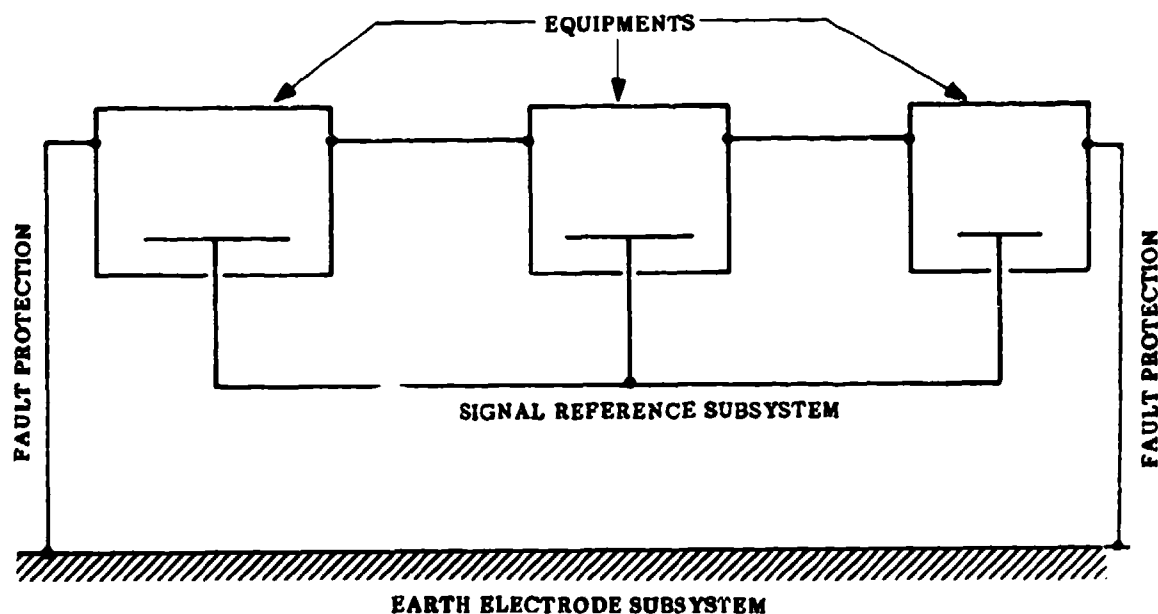 EQUIPMENTS
FAULT PROTECTION
FAULT PROTECTION
SIGNAL REFERENCE SUBSYSTEM
EARTH ELECTRODE SUBSYSTEM